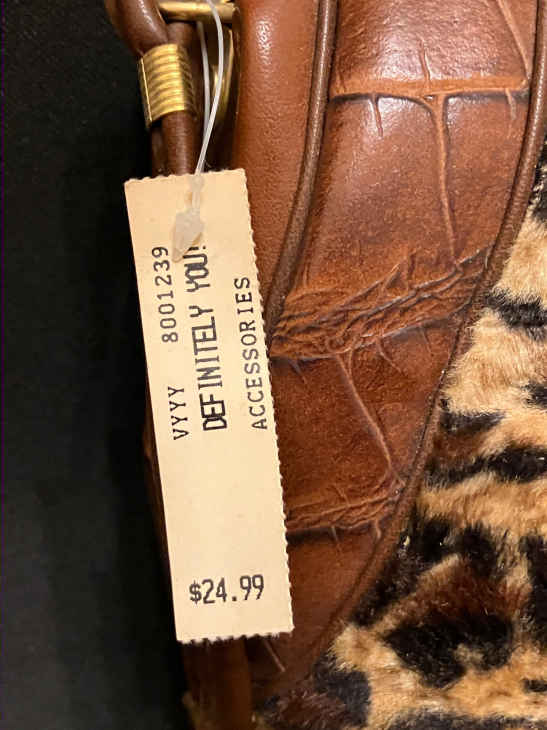 VYYY 8001239
DEFINITELY YOU!
ACCESSORIES
$24.99